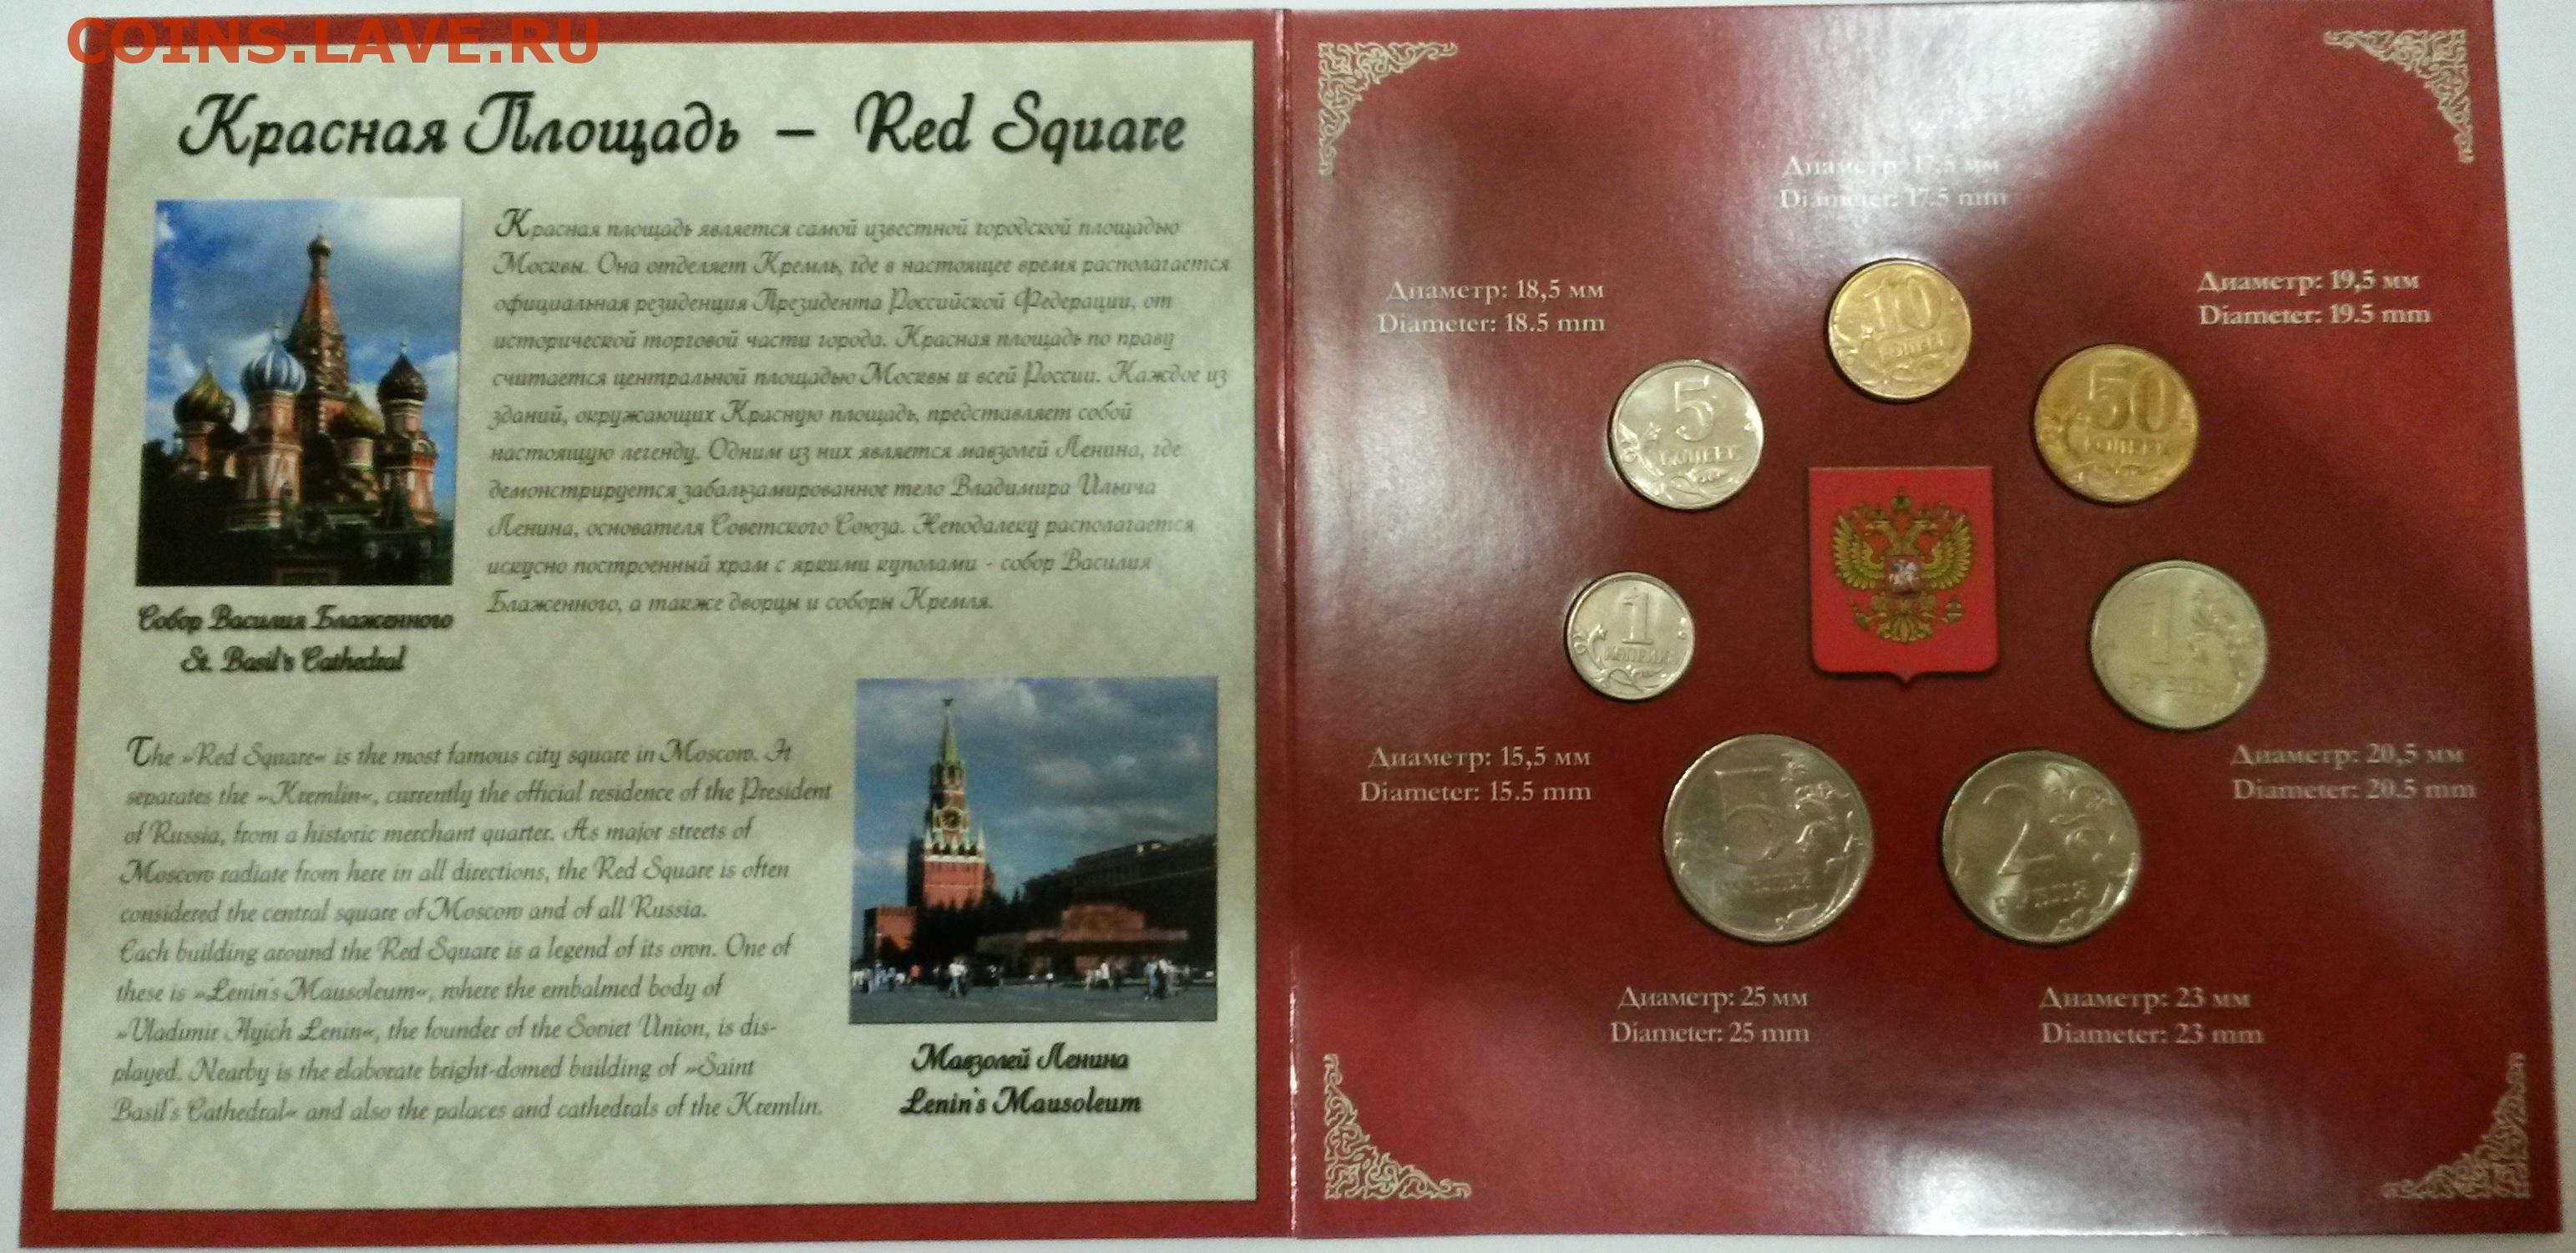 COINS.LAVE.RU
Красная Площадь – Red Square
Красная площадь является самой известной городской площадью
Москвы. Она отделяет Кремль, где в настоящее время располагается
официальная резиденция Президента Российской Федерации, от
исторической торговой части города. Красная площадь по праву
считается центральной площадью Москвы и всей России. Каждое из
зданий, окружающих Красную площадь, представляет собой
настоящую легенду. Одним из них является мавзолей Ленина, где
демонстрируется забальзамированное тело Владимира Ильича
Ленина, основателя Советского Союза. Неподалеку располагается
искусно построенный храм с яркими куполами - собор Василия
Блаженного, а также дворцы и соборы Кремля.
Собор Василия Блаженного
St. Basil's Cathedral
The »Red Square« is the most famous city square in Moscow. It
separates the »Kremlin«, currently the official residence of the President
of Russia, from a historic merchant quarter. As major streets of
Moscow radiate from here in all directions, the Red Square is often
considered the central square of Moscow and of all Russia.
Each building around the Red Square is a legend of its own. One of
these is »Lenin's Mausoleum«, where the embalmed body of
»Vladimir Ilyich Lenin«, the founder of the Soviet Union, is dis-
played. Nearby is the elaborate bright-domed building of »Saint
Basil's Cathedral« and also the palaces and cathedrals of the Kremlin.
Мавзолей Ленина
Lenin's Mausoleum
Диаметр: 17,5 мм
Diameter: 17.5 mm
10
КОПЕЕК
Диаметр: 18,5 мм
Diameter: 18.5 mm
5
КОПЕЕК
Диаметр: 19,5 мм
Diameter: 19.5 mm
50
КОПЕЕК
1
КОПЕЙКА
Диаметр: 15,5 мм
Diameter: 15.5 mm
1
РУБЛЬ
Диаметр: 20,5 мм
Diameter: 20.5 mm
5
РУБЛЕЙ
Диаметр: 25 мм
Diameter: 25 mm
2
РУБЛЯ
Диаметр: 23 мм
Diameter: 23 mm